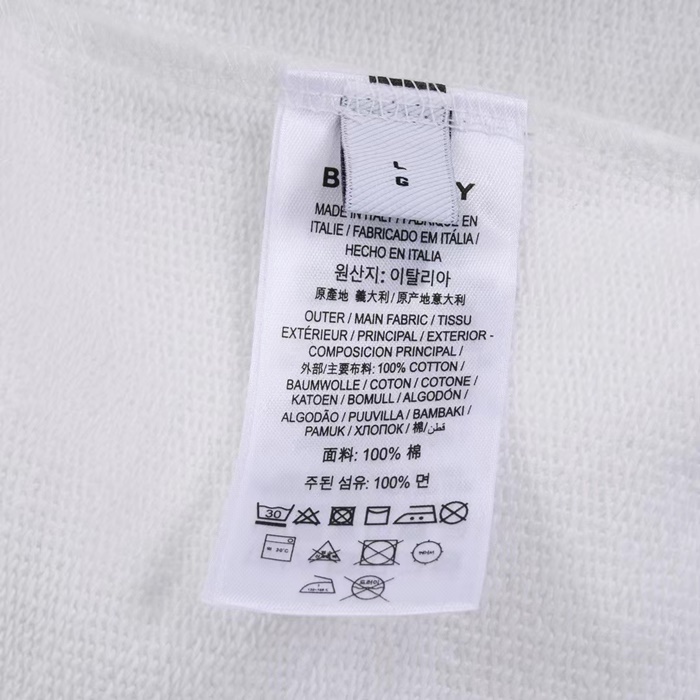 L
G
MADE IN ITALY / FABRIQUÉ EN
ITALIE / FABRICADO EM ITÁLIA /
HECHO EN ITALIA
원산지: 이탈리아
原產地 義大利 / 原产地意大利
OUTER / MAIN FABRIC / TISSU
EXTÉRIEUR / PRINCIPAL / EXTERIOR -
COMPOSICION PRINCIPAL /
外部/主要布料: 100% COTTON /
BAUMWOLLE / COTON / COTONE /
KATOEN / BOMULL / ALGODÓN /
ALGODÃO / PUUVILLA / BAMBAKI /
PAMUK / ХЛОПОК / 棉/قطن
面料: 100% 棉
주된 섬유: 100% 면
30